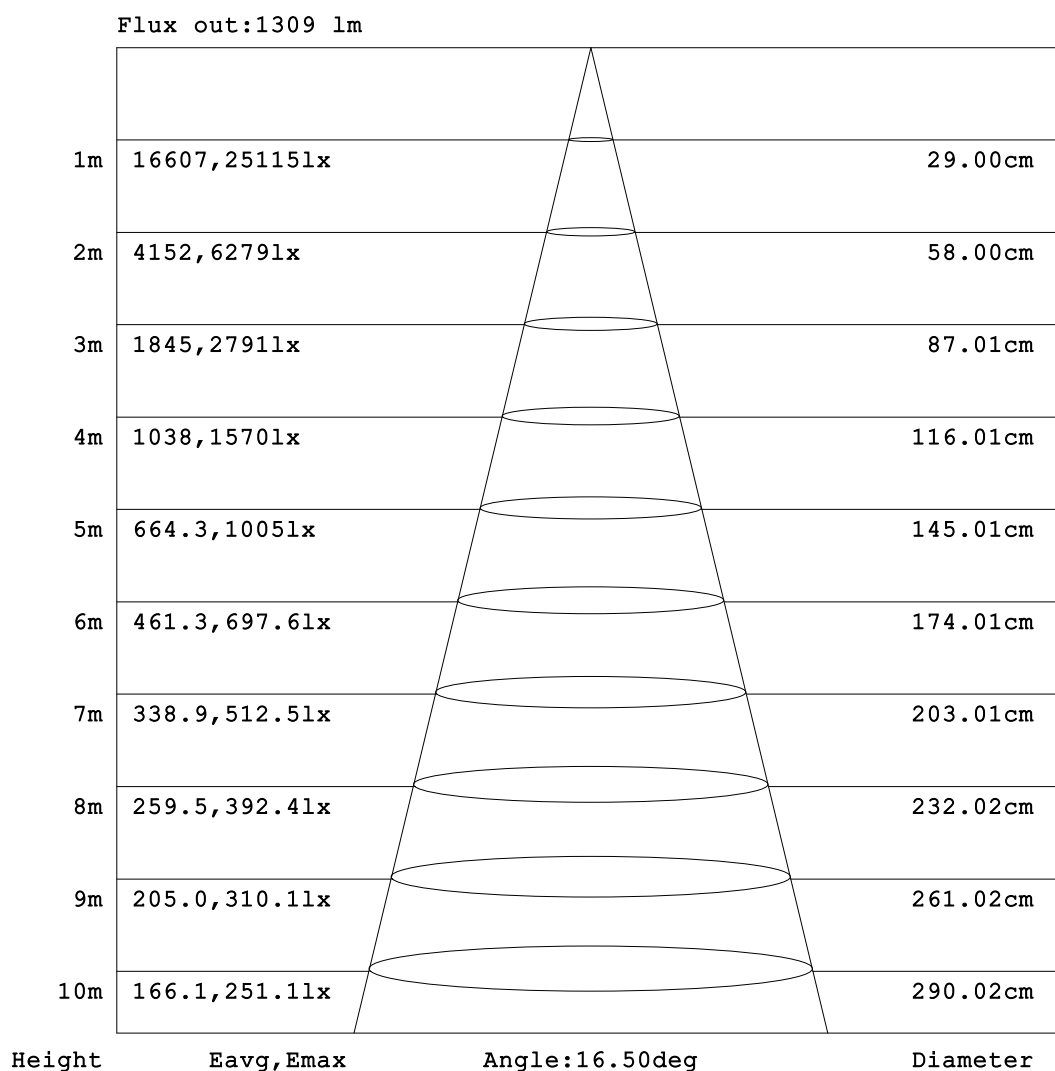 Flux out:1309 lm
1m 16607,25115lx 29.00cm
2m 4152,6279lx 58.00cm
3m 1845,2791lx 87.01cm
4m 1038,1570lx 116.01cm
5m 664.3,1005lx 145.01cm
6m 461.3,697.6lx 174.01cm
7m 338.9,512.5lx 203.01cm
8m 259.5,392.4lx 232.02cm
9m 205.0,310.1lx 261.02cm
10m 166.1,251.1lx 290.02cm
Height Eavg,Emax Angle:16.50deg Diameter